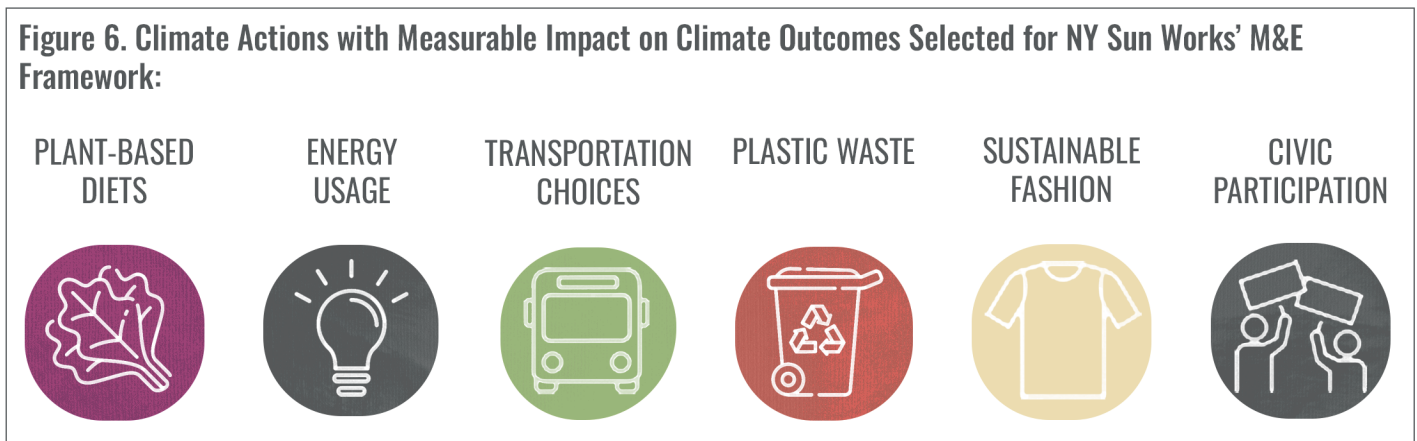 Figure 6. Climate Actions with Measurable Impact on Climate Outcomes Selected for NY Sun Works’ M&E
Framework:
PLANT-BASED
DIETS
ENERGY
USAGE
TRANSPORTATION
CHOICES
PLASTIC WASTE
SUSTAINABLE
FASHION
CIVIC
PARTICIPATION